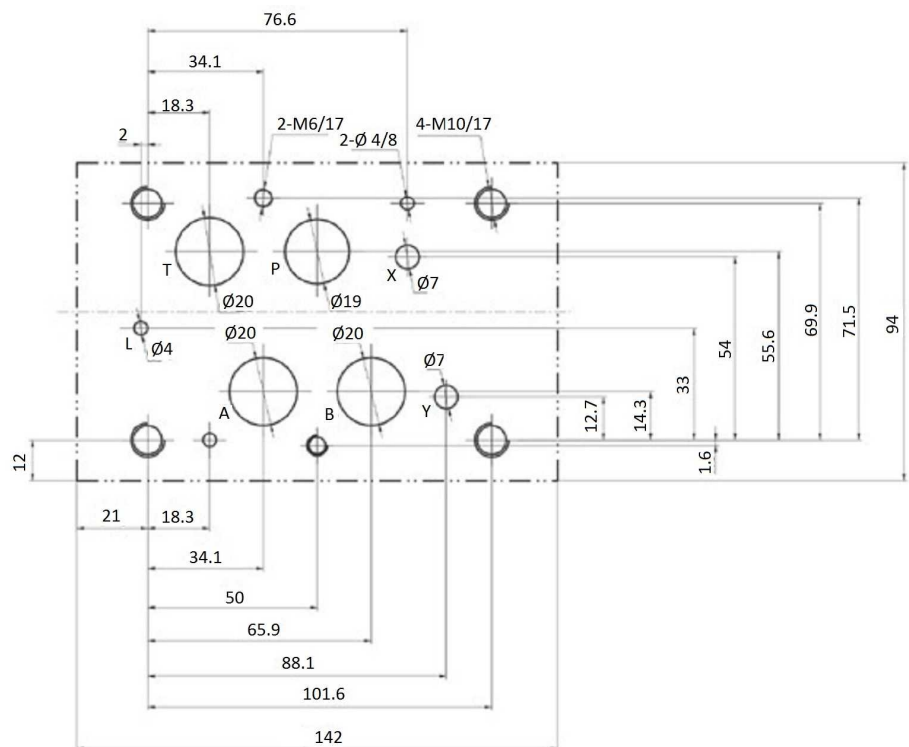 76.6
34.1
18.3
2-M6/17
2-Ø 4/8
4-M10/17
2
T
P
X
Ø7
Ø20
Ø19
L
Ø4
Ø20
Ø20
Ø7
A
B
Y
12.7
14.3
33
54
55.6
69.9
71.5
94
12
1.6
21
18.3
34.1
50
65.9
88.1
101.6
142